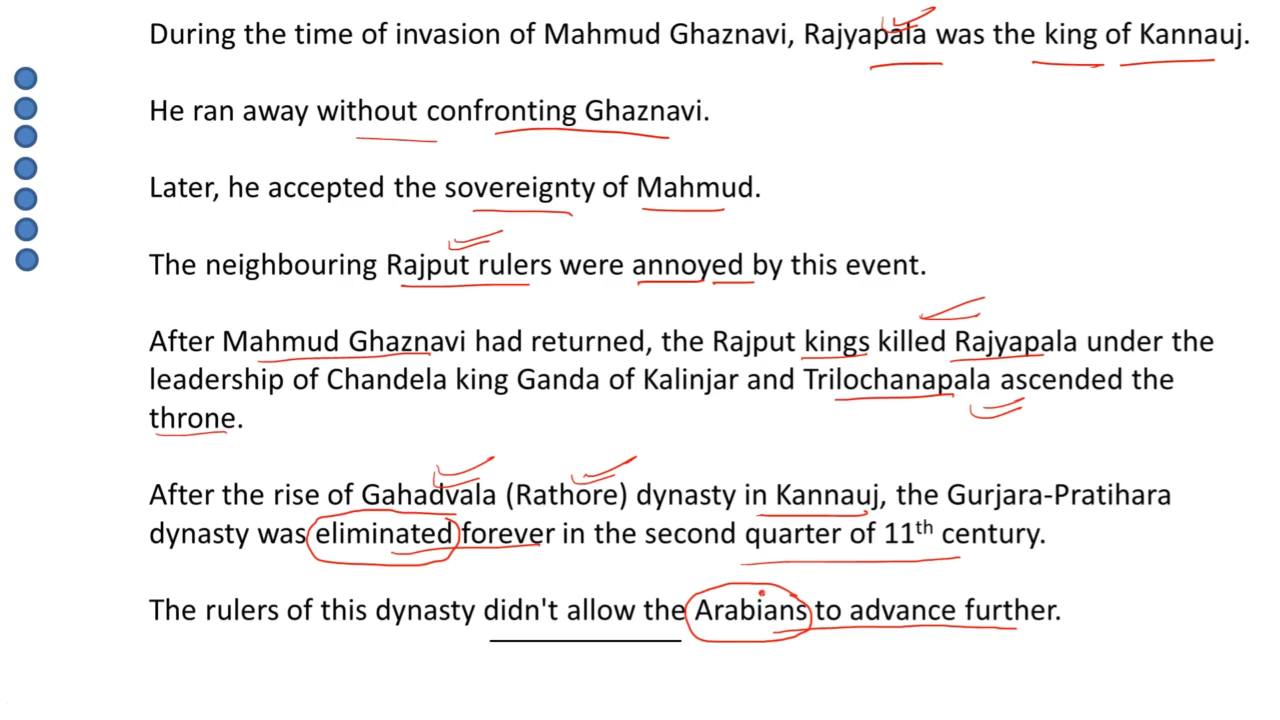 During the time of invasion of Mahmud Ghaznavi, Rajyapala was the king of Kannauj.
He ran away without confronting Ghaznavi.
Later, he accepted the sovereignty of Mahmud.
The neighbouring Rajput rulers were annoyed by this event.
After Mahmud Ghaznavi had returned, the Rajput kings killed Rajyapala under the
leadership of Chandela king Ganda of Kalinjar and Trilochanapala ascended the
throne.
After the rise of Gahadvala (Rathore) dynasty in Kannauj, the Gurjara-Pratihara
dynasty was eliminated forever in the second quarter of 11th century.
The rulers of this dynasty didn't allow the Arabians to advance further.